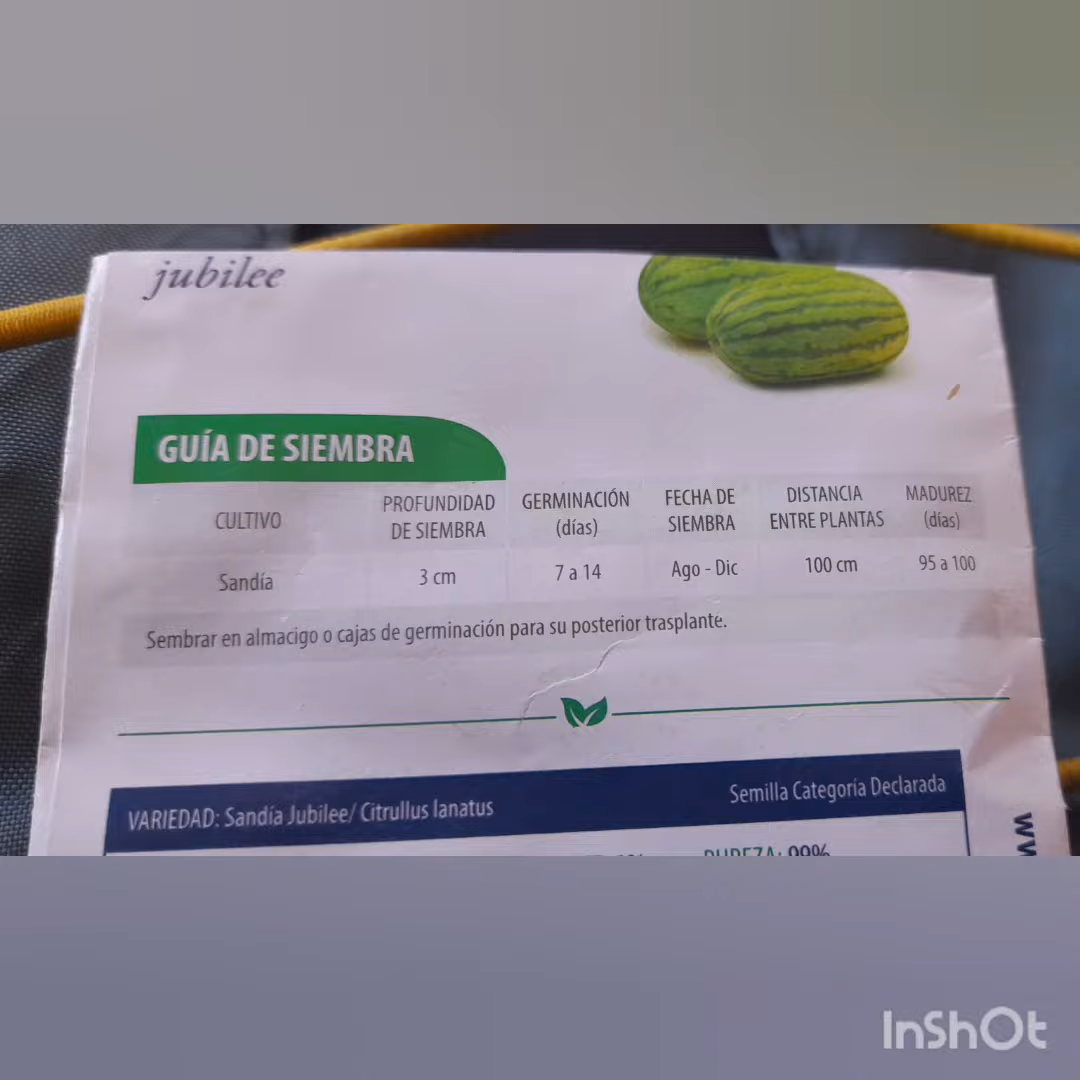 jubilee
GUÍA DE SIEMBRA
CULTIVO PROFUNDIDAD DE SIEMBRA GERMINACIÓN (días) FECHA DE SIEMBRA DISTANCIA ENTRE PLANTAS MADUREZ (días)
Sandía 3 cm 7 a 14 Ago - Dic 100 cm 95 a 100
Sembrar en almacigo o cajas de germinación para su posterior trasplante.
VARIEDAD: Sandía Jubilee/ Citrullus lanatus Semilla Categoría Declarada
PUREZA: 99%
InShOt